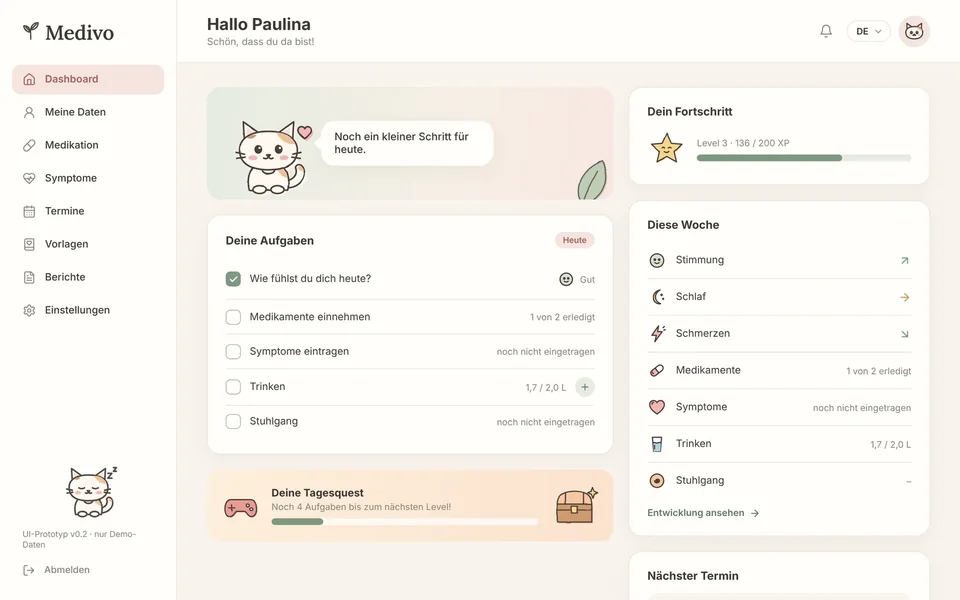 Medivo
Dashboard
Meine Daten
Medikation
Symptome
Termine
Vorlagen
Berichte
Einstellungen
z z
UI-Prototyp v0.2 · nur Demo-
Daten
Abmelden
Hallo Paulina
Schön, dass du da bist!
DE
Noch ein kleiner Schritt für
heute.
Deine Aufgaben
Heute
Wie fühlst du dich heute?
Gut
Medikamente einnehmen
1 von 2 erledigt
Symptome eintragen
noch nicht eingetragen
Trinken
1,7 / 2,0 L
+
Stuhlgang
noch nicht eingetragen
Deine Tagesquest
Noch 4 Aufgaben bis zum nächsten Level!
Dein Fortschritt
Level 3 · 136 / 200 XP
Diese Woche
Stimmung
Schlaf
Schmerzen
Medikamente
1 von 2 erledigt
Symptome
noch nicht eingetragen
Trinken
1,7 / 2,0 L
Stuhlgang
–
Entwicklung ansehen →
Nächster Termin